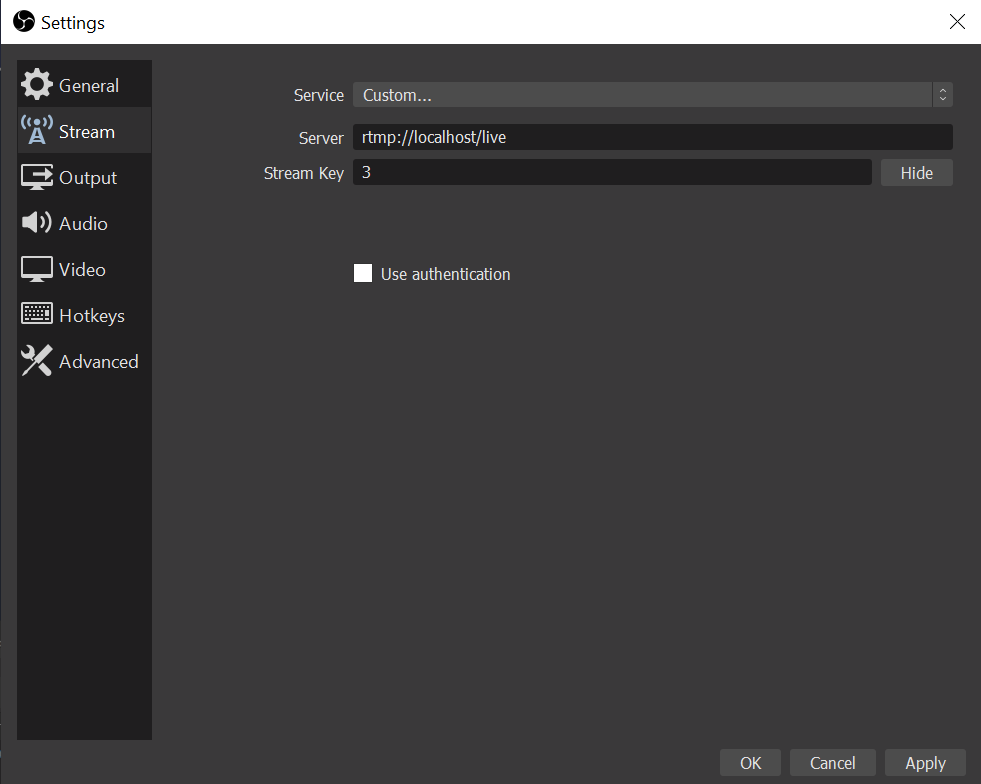 Settings
General
Stream
Output
Audio
Video
Hotkeys
Advanced
Service Custom...
Server rtmp://localhost/live
Stream Key 3 Hide
Use authentication
OK Cancel Apply